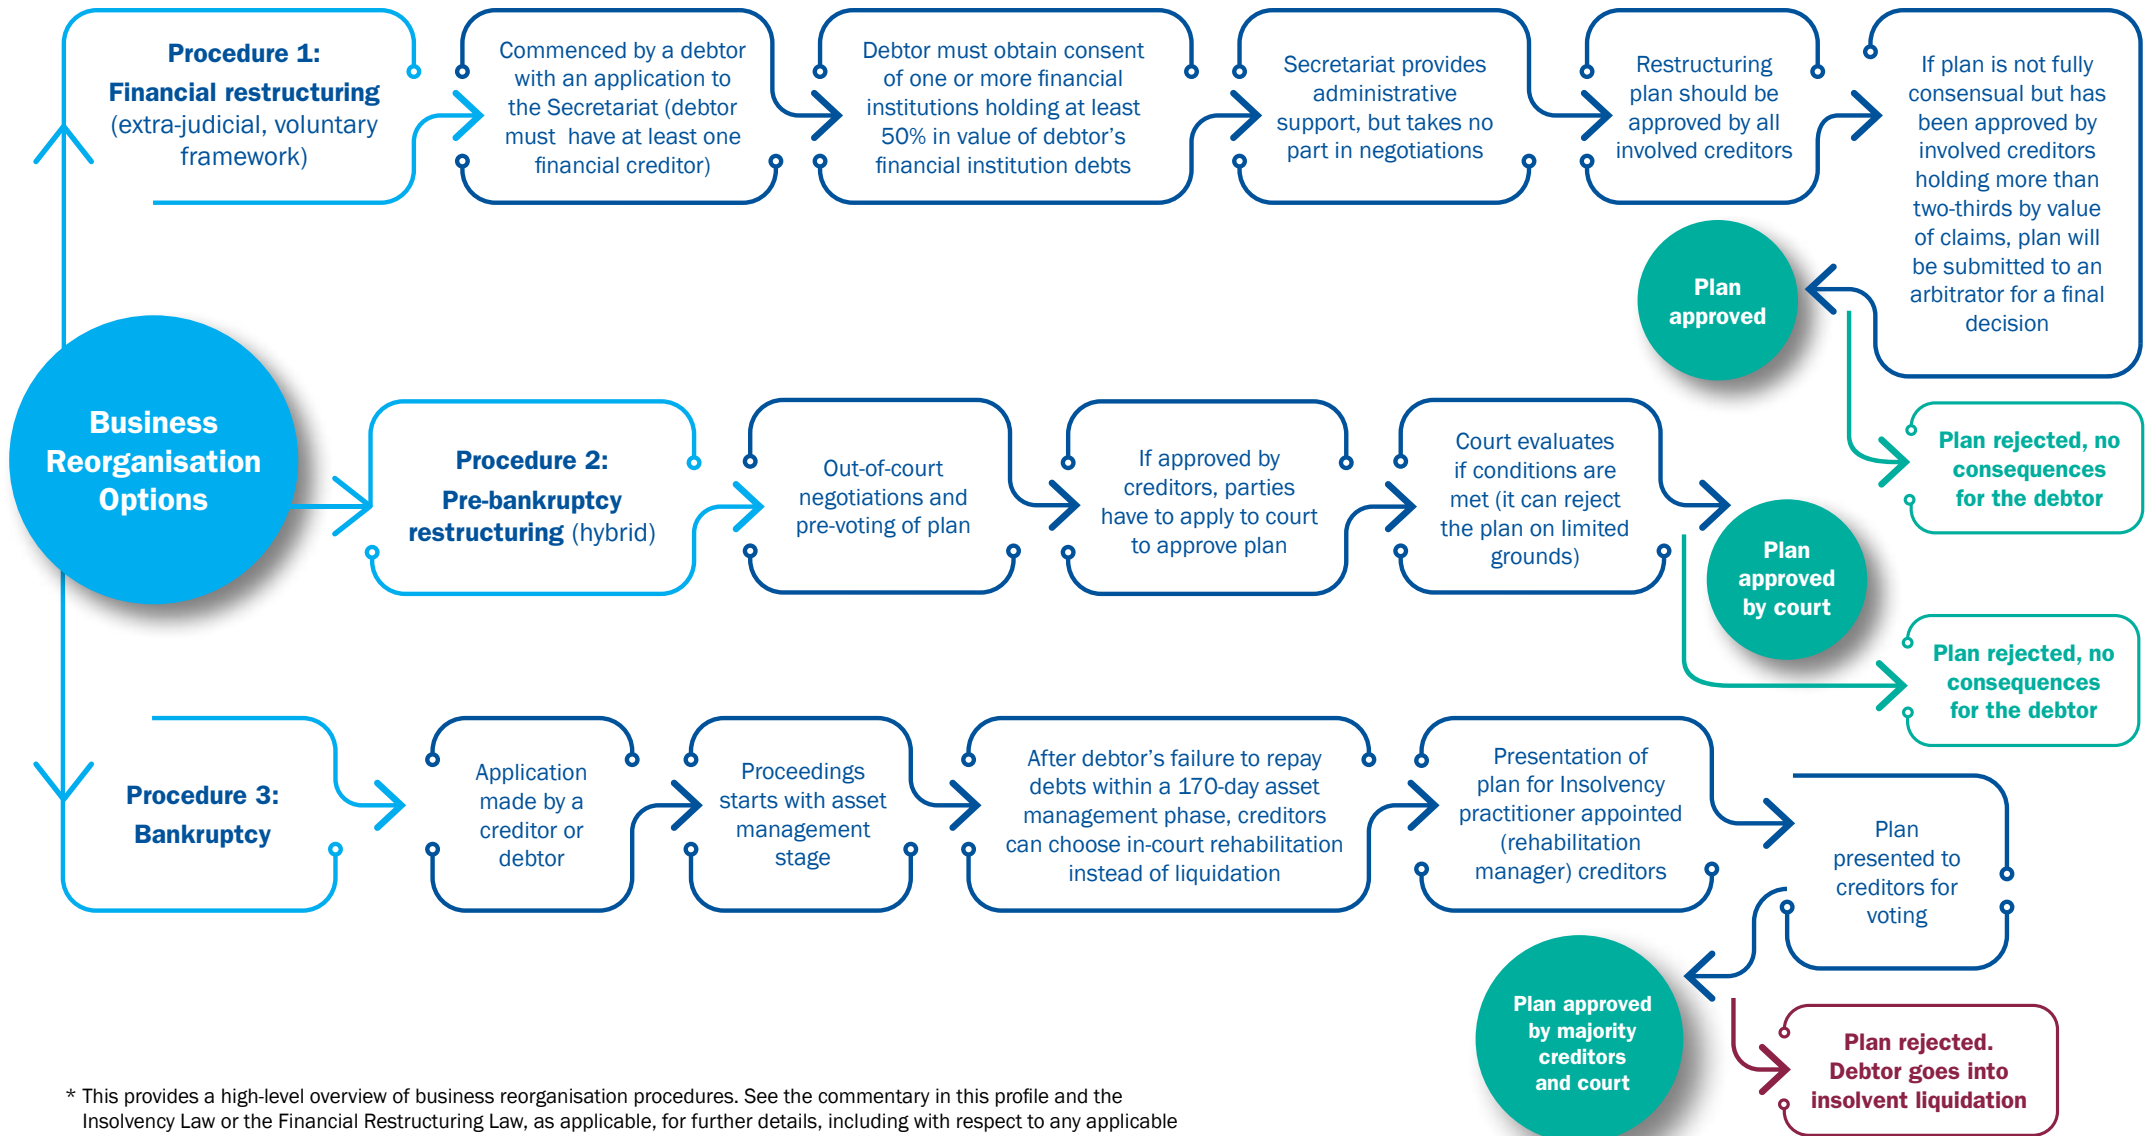 Business
Reorganisation
Options
Procedure 1:
Financial restructuring
(extra-judicial, voluntary
framework)
Commenced by a debtor
with an application to
the Secretariat (debtor
must have at least one
financial creditor)
Debtor must obtain consent
of one or more financial
institutions holding at least
50% in value of debtor’s
financial institution debts
Secretariat provides
administrative
support, but takes no
part in negotiations
Restructuring
plan should be
approved by all
involved creditors
If plan is not fully
consensual but has
been approved by
involved creditors
holding more than
two-thirds by value
of claims, plan will
be submitted to an
arbitrator for a final
decision
Plan
approved
Plan rejected, no
consequences
for the debtor
Procedure 2:
Pre-bankruptcy
restructuring (hybrid)
Out-of-court
negotiations and
pre-voting of plan
If approved by
creditors, parties
have to apply to court
to approve plan
Court evaluates
if conditions are
met (it can reject
the plan on limited
grounds)
Plan
approved
by court
Plan rejected, no
consequences
for the debtor
Procedure 3:
Bankruptcy
Application
made by a
creditor or
debtor
Proceedings
starts with asset
management
stage
After debtor’s failure to repay
debts within a 170-day asset
management phase, creditors
can choose in-court rehabilitation
instead of liquidation
Presentation of
plan for Insolvency
practitioner appointed
(rehabilitation
manager) creditors
Plan
presented to
creditors for
voting
Plan approved
by majority
creditors
and court
Plan rejected.
Debtor goes into
insolvent liquidation
* This provides a high-level overview of business reorganisation procedures. See the commentary in this profile and the
Insolvency Law or the Financial Restructuring Law, as applicable, for further details, including with respect to any applicable